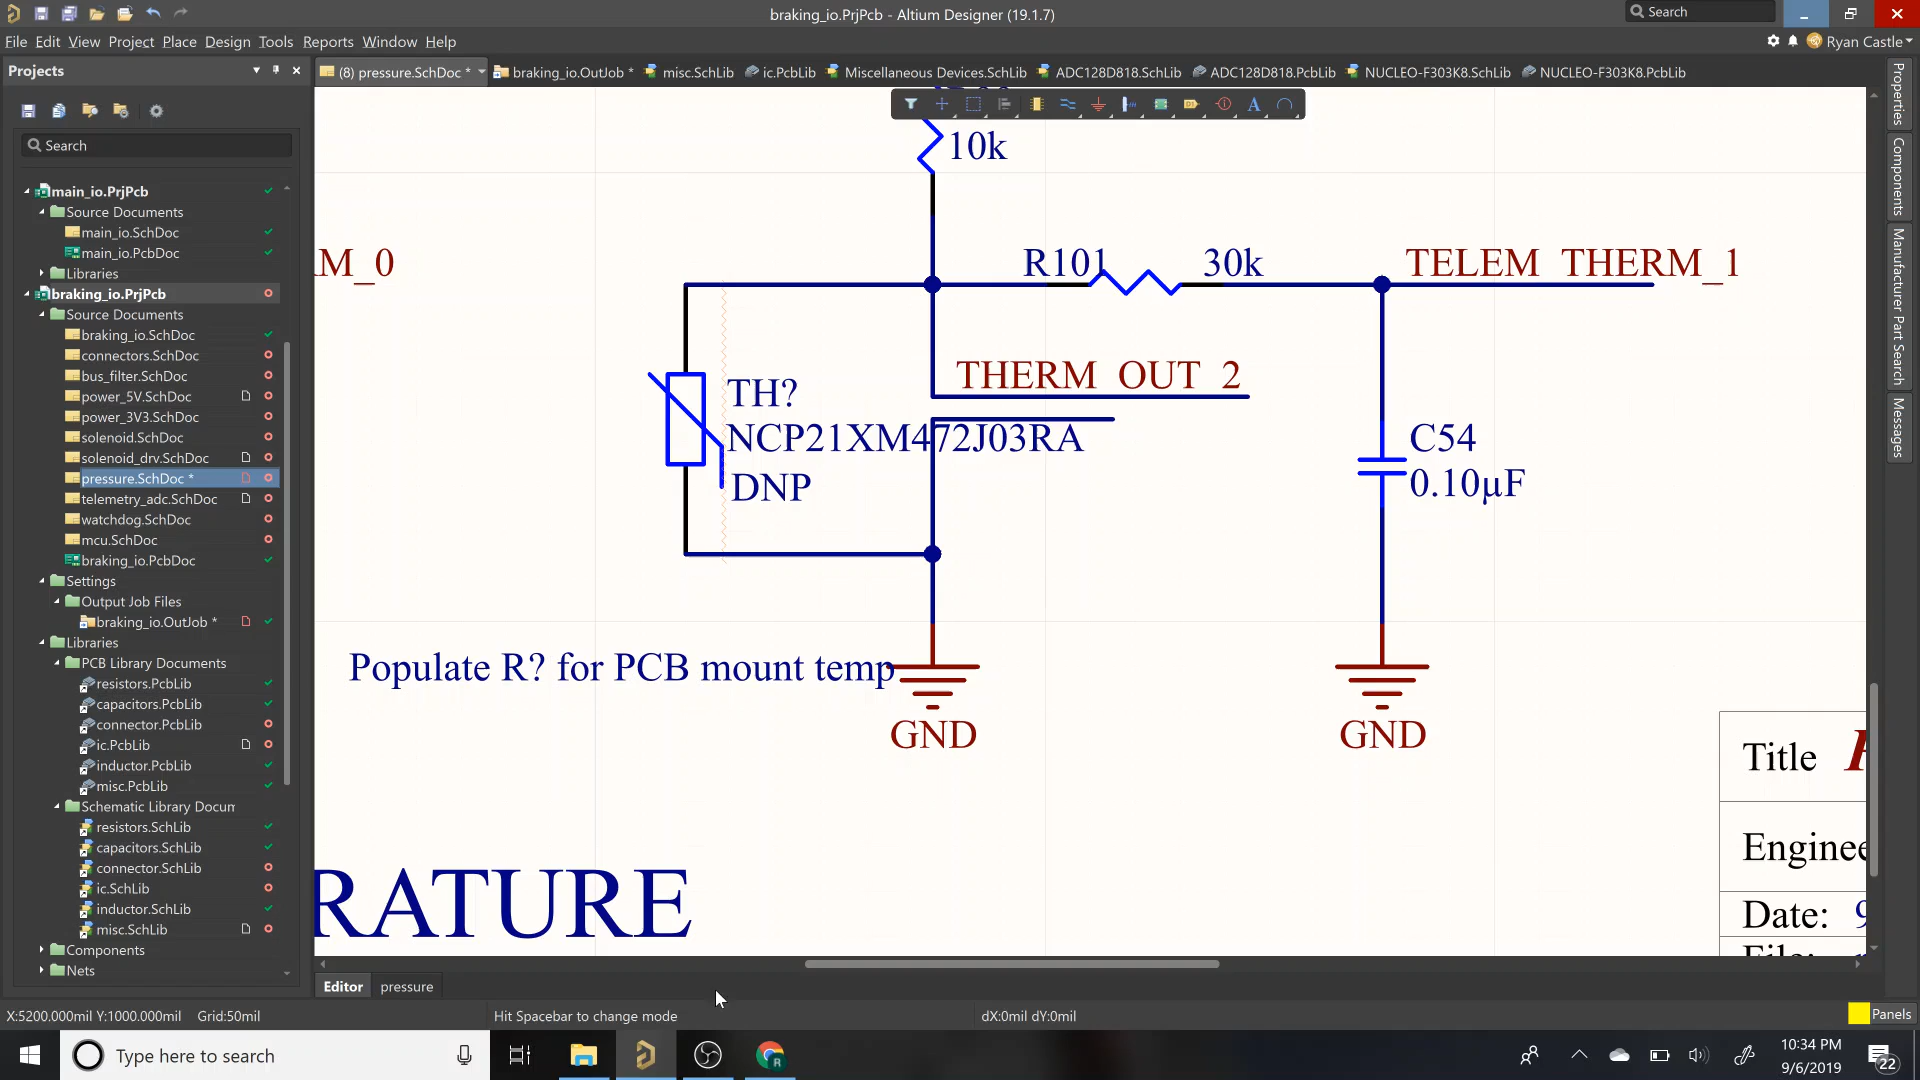 braking_io.PrjPcb - Altium Designer (19.1.7)
Search
File Edit View Project Place Design Tools Reports Window Help
Ryan Castle
Projects
(8) pressure.SchDoc *
braking_io.OutJob *
misc.SchLib
ic.PcbLib
Miscellaneous Devices.SchLib
ADC128D818.SchLib
ADC128D818.PcbLib
NUCLEO-F303K8.SchLib
NUCLEO-F303K8.PcbLib
Search
main_io.PrjPcb
Source Documents
main_io.SchDoc
main_io.PcbDoc
Libraries
braking_io.PrjPcb
Source Documents
braking_io.SchDoc
connectors.SchDoc
bus_filter.SchDoc
power_5V.SchDoc
power_3V3.SchDoc
solenoid.SchDoc
solenoid_drv.SchDoc
pressure.SchDoc *
telemetry_adc.SchDoc
watchdog.SchDoc
mcu.SchDoc
braking_io.PcbDoc
Settings
Output Job Files
braking_io.OutJob *
Libraries
PCB Library Documents
resistors.PcbLib
capacitors.PcbLib
connector.PcbLib
ic.PcbLib
inductor.PcbLib
misc.PcbLib
Schematic Library Docum
resistors.SchLib
capacitors.SchLib
connector.SchLib
ic.SchLib
inductor.SchLib
misc.SchLib
Components
Nets
10k
RM_0
R101 30k
TELEM_THERM_1
THERM_OUT_2
TH?
NCP21XM472J03RA
DNP
C54
0.10µF
Populate R? for PCB mount temp
GND
GND
RATURE
Title
Enginee
Date: 9
Properties
Components
Manufacturer Part Search
Messages
Editor
pressure
X:5200.000mil Y:1000.000mil Grid:50mil
Hit Spacebar to change mode
dX:0mil dY:0mil
Panels
Type here to search
10:34 PM
9/6/2019
22